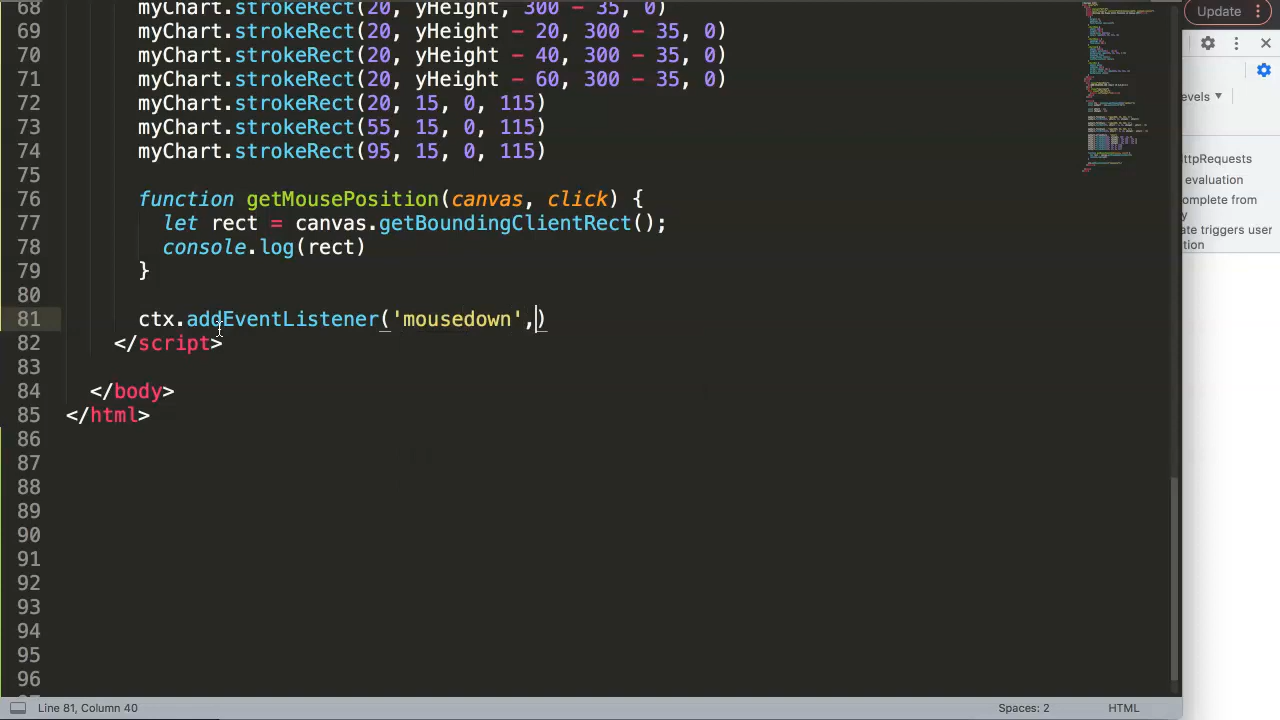 68 myChart.strokeRect(20, yHeight, 300 - 35, 0)
69 myChart.strokeRect(20, yHeight - 20, 300 - 35, 0)
70 myChart.strokeRect(20, yHeight - 40, 300 - 35, 0)
71 myChart.strokeRect(20, yHeight - 60, 300 - 35, 0)
72 myChart.strokeRect(20, 15, 0, 115)
73 myChart.strokeRect(55, 15, 0, 115)
74 myChart.strokeRect(95, 15, 0, 115)
75
76 function getMousePosition(canvas, click) {
77 let rect = canvas.getBoundingClientRect();
78 console.log(rect)
79 }
80
81 ctx.addEventListener('mousedown',)
82 </script>
83
84 </body>
85 </html>
86
87
88
89
90
91
92
93
94
95
96
Line 81, Column 40
Spaces: 2
HTML
Update
evels
ttpRequests
evaluation
omplete from
y
ate triggers user
tion